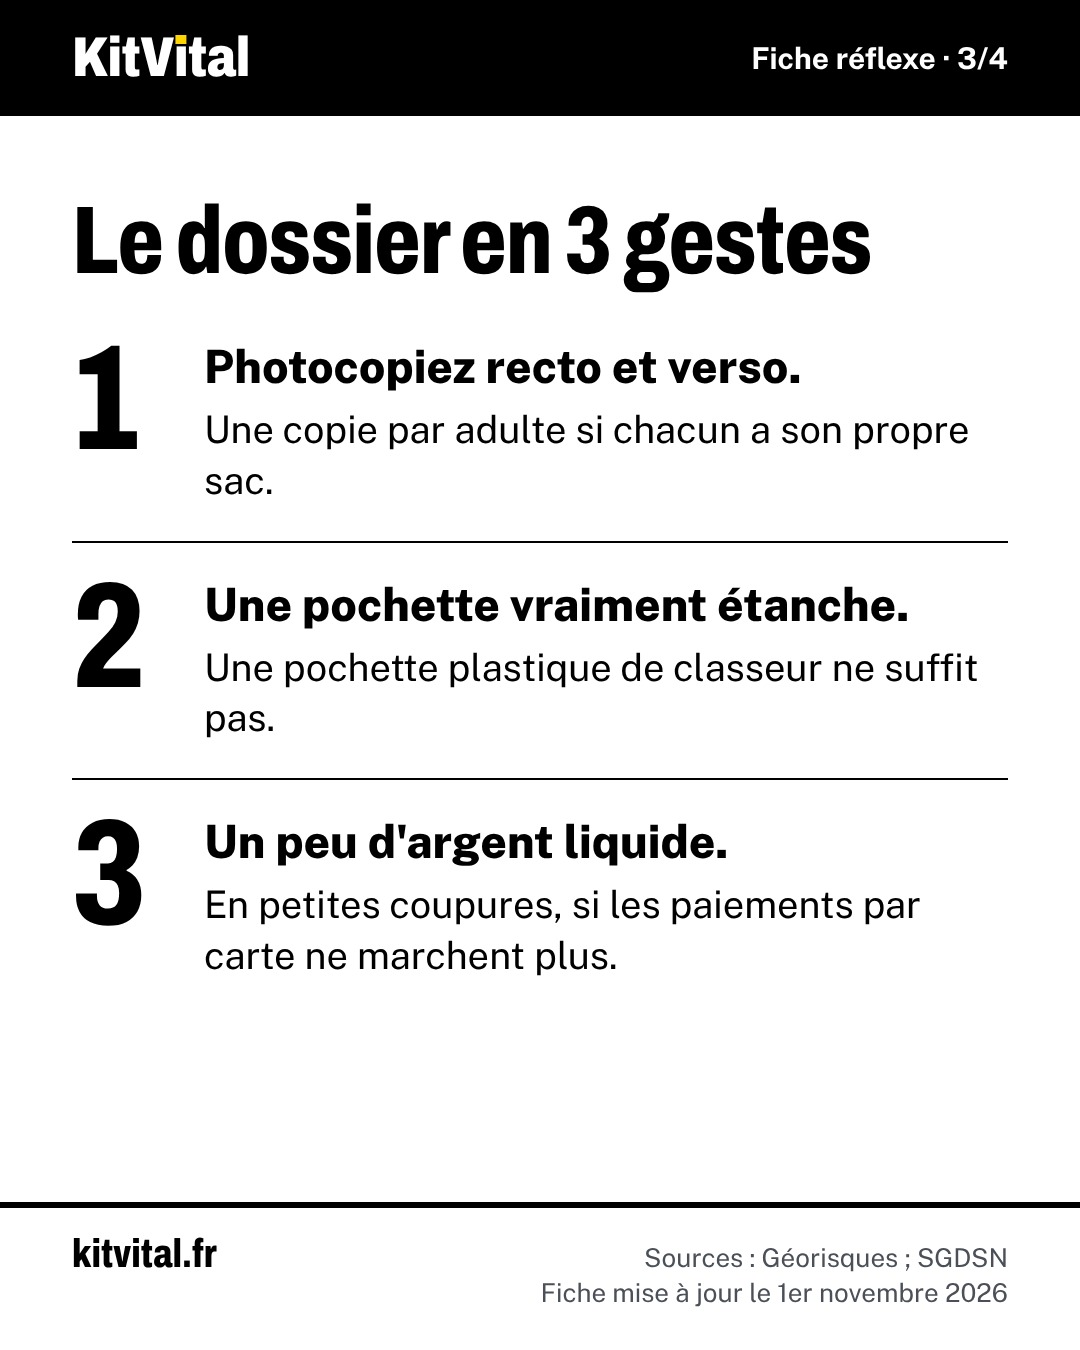 KitVital
Fiche réflexe · 3/4
Le dossier en 3 gestes
1
Photocopiez recto et verso.
Une copie par adulte si chacun a son propre
sac.
2
Une pochette vraiment étanche.
Une pochette plastique de classeur ne suffit
pas.
3
Un peu d'argent liquide.
En petites coupures, si les paiements par
carte ne marchent plus.
kitvital.fr
Sources : Géorisques ; SGDSN
Fiche mise à jour le 1er novembre 2026